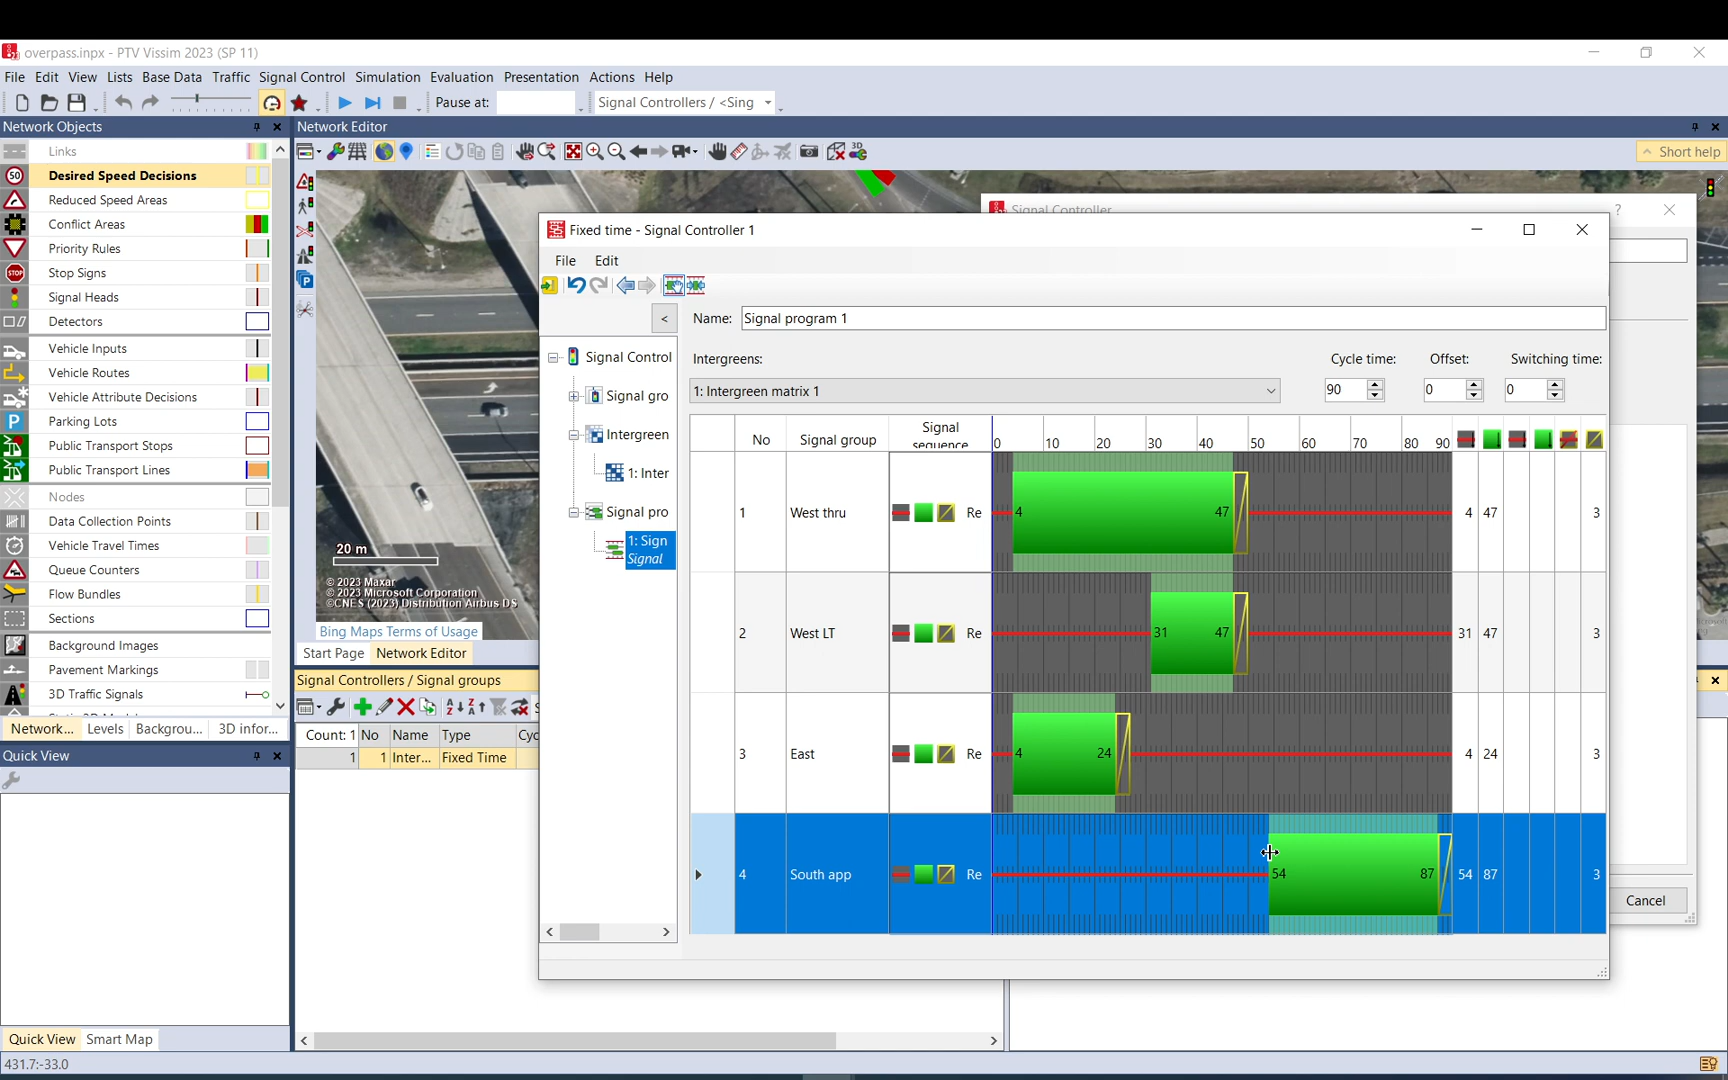 overpass.inpx - PTV Vissim 2023 (SP 11)
File Edit View Lists Base Data Traffic Signal Control Simulation Evaluation Presentation Actions Help
Pause at: Signal Controllers / <Sing
Network Objects
Links
50 Desired Speed Decisions
Reduced Speed Areas
Conflict Areas
Priority Rules
STOP Stop Signs
Signal Heads
Detectors
Vehicle Inputs
Vehicle Routes
Vehicle Attribute Decisions
P Parking Lots
Public Transport Stops
Public Transport Lines
Nodes
Data Collection Points
Vehicle Travel Times
Queue Counters
Flow Bundles
Sections
Background Images
Pavement Markings
3D Traffic Signals
Network... Levels Backgrou... 3D infor...
Quick View
Quick View Smart Map
431.7:-33.0
Network Editor
Short help
20 m
© 2023 Maxar
© 2023 Microsoft Corporation
©CNES (2023) Distribution Airbus DS
Bing Maps Terms of Usage
Start Page Network Editor
Signal Controllers / Signal groups
Count: 1 No Name Type Cyc
1 1 Inter... Fixed Time
Signal Controller
Cancel
Fixed time - Signal Controller 1
File Edit
Signal Control
Signal gro
Intergreen
1: Inter
Signal pro
1: Sign
Signal
Name: Signal program 1
Intergreens: Cycle time: Offset: Switching time:
1: Intergreen matrix 1 90 0 0
No Signal group Signal sequence 0 10 20 30 40 50 60 70 80 90
1 West thru Re 4 47 4 47 3
2 West LT Re 31 47 31 47 3
3 East Re 4 24 4 24 3
4 South app Re 54 87 54 87 3